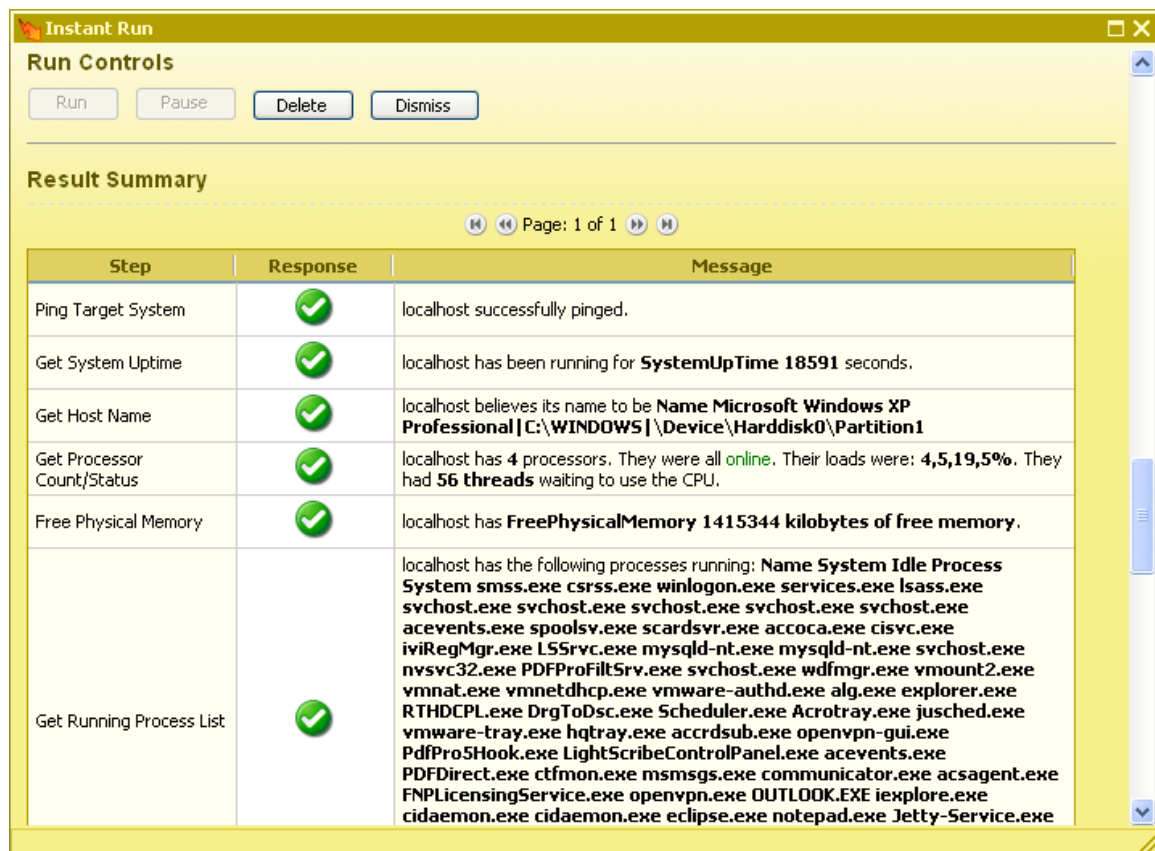 Instant Run
Run Controls
Run Pause Delete Dismiss
Result Summary
Page: 1 of 1
Step Response Message
Ping Target System localhost successfully pinged.
Get System Uptime localhost has been running for SystemUpTime 18591 seconds.
Get Host Name localhost believes its name to be Name Microsoft Windows XP
Professional|C:\WINDOWS|\Device\Harddisk0\Partition1
Get Processor
Count/Status
localhost has 4 processors. They were all online. Their loads were: 4,5,19,5%. They
had 56 threads waiting to use the CPU.
Free Physical Memory localhost has FreePhysicalMemory 1415344 kilobytes of free memory.
Get Running Process List
localhost has the following processes running: Name System Idle Process
System smss.exe csrss.exe winlogon.exe services.exe lsass.exe
svchost.exe svchost.exe svchost.exe svchost.exe svchost.exe
acevents.exe spoolsv.exe scardsvr.exe accoca.exe cisvc.exe
iviRegMgr.exe LSSrvc.exe mysqld-nt.exe mysqld-nt.exe svchost.exe
nvsvc32.exe PDFProFiltSrv.exe svchost.exe wdfmgr.exe vmount2.exe
vmnat.exe vmnetdhcp.exe vmware-authd.exe alg.exe explorer.exe
RTHDCPL.exe DrgToDsc.exe Scheduler.exe Acrotray.exe jusched.exe
vmware-tray.exe hqtray.exe accrdsub.exe openvpn-gui.exe
PdfPro5Hook.exe LightScribeControlPanel.exe acevents.exe
PDFDirect.exe ctfmon.exe msmsgs.exe communicator.exe acsagent.exe
FNPLicensingService.exe openvpn.exe OUTLOOK.EXE iexplore.exe
cidaemon.exe cidaemon.exe eclipse.exe notepad.exe Jetty-Service.exe